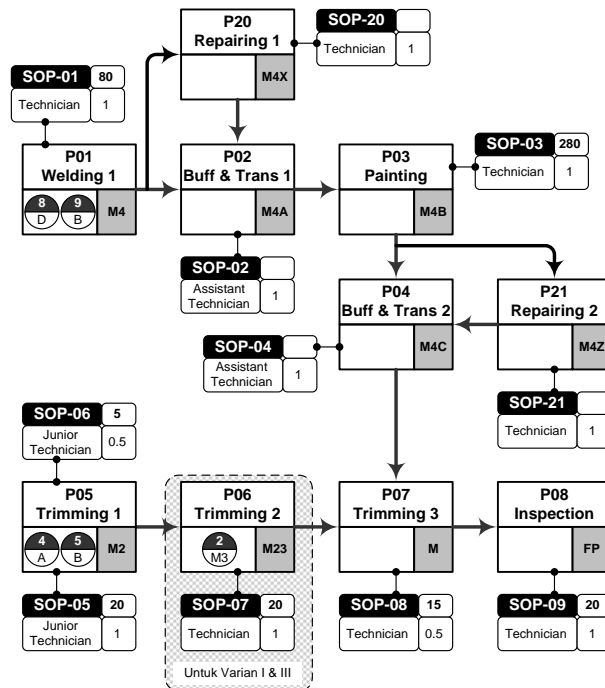 P20
Repairing 1
M4X
SOP-20
Technician
1
SOP-01
80
Technician
1
P01
Welding 1
8
D
9
B
M4
P02
Buff & Trans 1
M4A
P03
Painting
M4B
SOP-03
280
Technician
1
SOP-02
Assistant
Technician
1
P04
Buff & Trans 2
M4C
P21
Repairing 2
M4Z
SOP-04
Assistant
Technician
1
SOP-21
Technician
1
SOP-06
5
Junior
Technician
0.5
P05
Trimming 1
4
A
5
B
M2
P06
Trimming 2
2
M3
M23
P07
Trimming 3
M
P08
Inspection
FP
SOP-05
20
Junior
Technician
1
SOP-07
20
Technician
1
SOP-08
15
Technician
0.5
SOP-09
20
Technician
1
Untuk Varian I & III